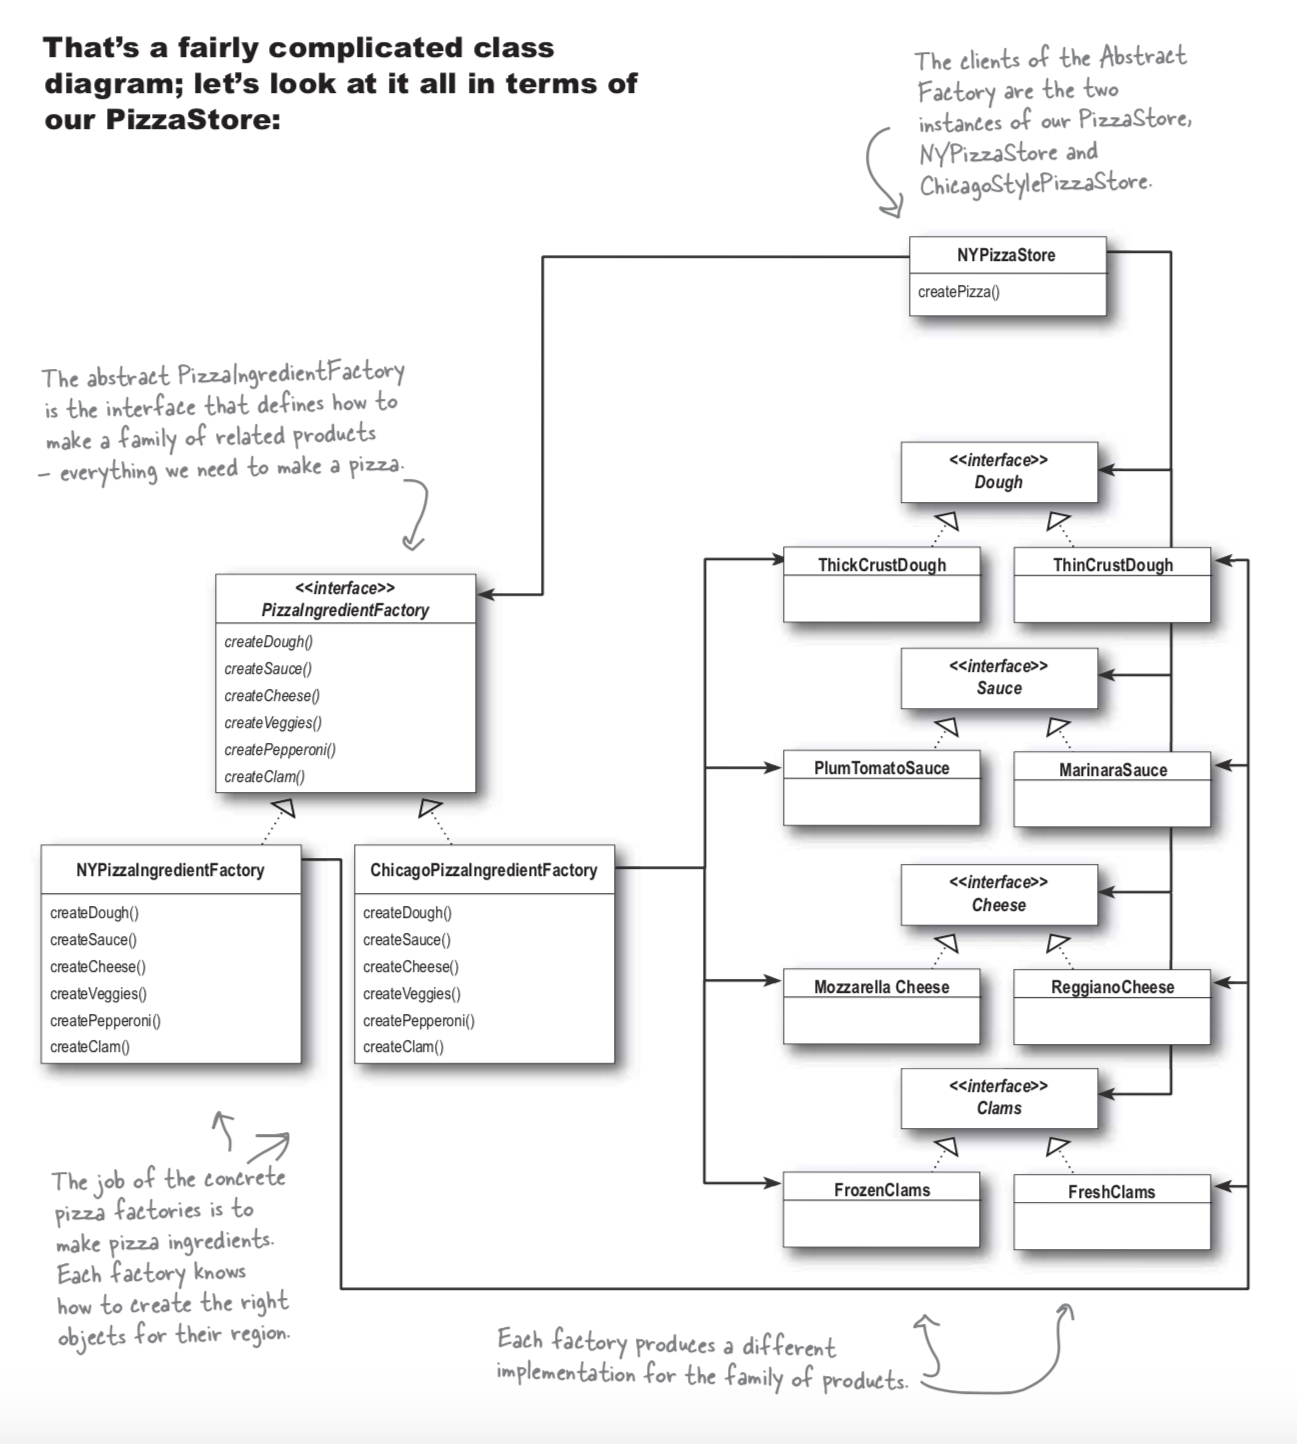 That's a fairly complicated class
diagram; let's look at it all in terms of
our PizzaStore:
The clients of the Abstract
Factory are the two
instances of our PizzaStore,
NYPizzaStore and
ChicagoStylePizzaStore.
NYPizzaStore
createPizza()
The abstract PizzaIngredientFactory
is the interface that defines how to
make a family of related products
– everything we need to make a pizza.
<<interface>>
Dough
ThickCrustDough
ThinCrustDough
<<interface>>
PizzaIngredientFactory
createDough()
createSauce()
createCheese()
createVeggies()
createPepperoni()
createClam()
<<interface>>
Sauce
PlumTomatoSauce
MarinaraSauce
NYPizzaIngredientFactory
createDough()
createSauce()
createCheese()
createVeggies()
createPepperoni()
createClam()
ChicagoPizzaIngredientFactory
createDough()
createSauce()
createCheese()
createVeggies()
createPepperoni()
createClam()
<<interface>>
Cheese
Mozzarella Cheese
ReggianoCheese
<<interface>>
Clams
FrozenClams
FreshClams
The job of the concrete
pizza factories is to
make pizza ingredients.
Each factory knows
how to create the right
objects for their region.
Each factory produces a different
implementation for the family of products.